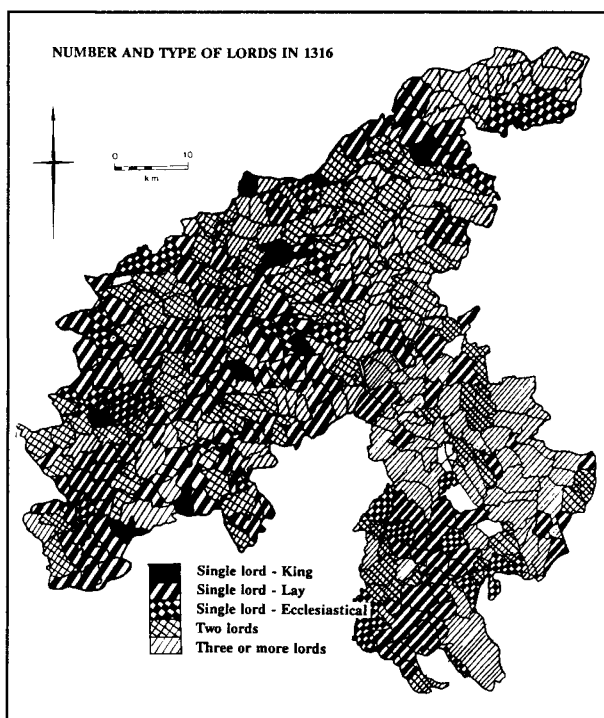 NUMBER AND TYPE OF LORDS IN 1316
0 10
km
Single lord - King
Single lord - Lay
Single lord - Ecclesiastical
Two lords
Three or more lords